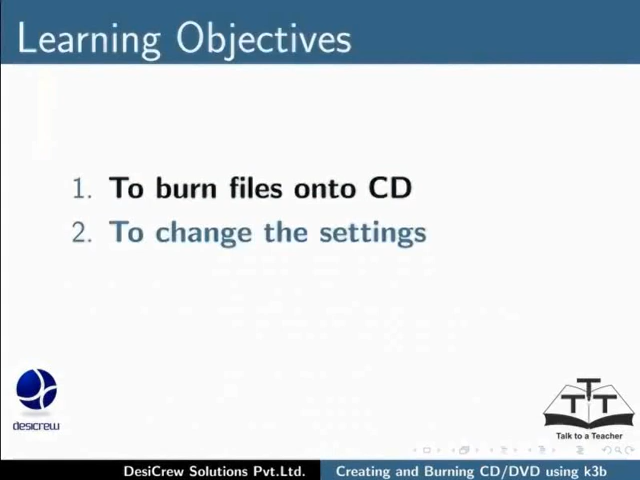 Learning Objectives
1. To burn files onto CD
2. To change the settings
desicrew
TTT
Talk to a Teacher
DesiCrew Solutions Pvt.Ltd. Creating and Burning CD/DVD using k3b